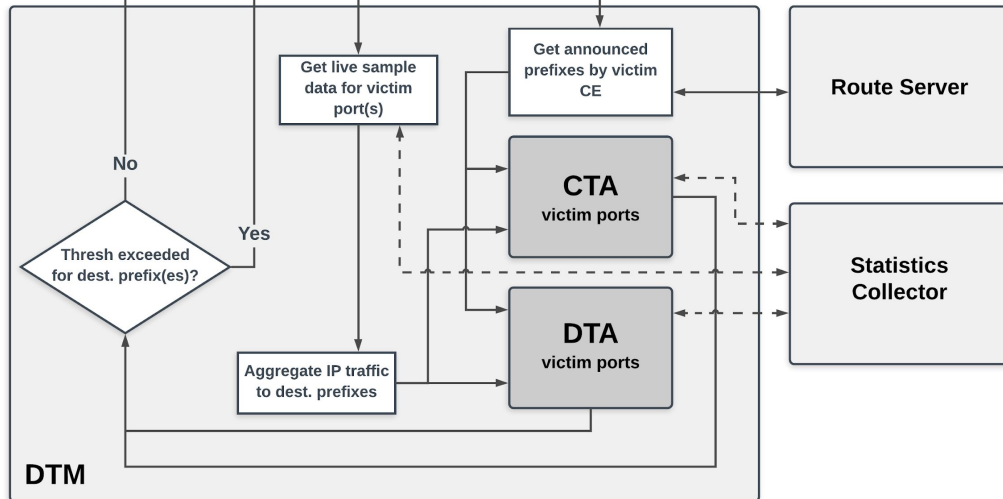 Get live sample
data for victim
port(s)
Get announced
prefixes by victim
CE
Route Server
No
CTA
victim ports
Yes
Thresh exceeded
for dest. prefix(es)?
Statistics
Collector
DTA
victim ports
Aggregate IP traffic
to dest. prefixes
DTM